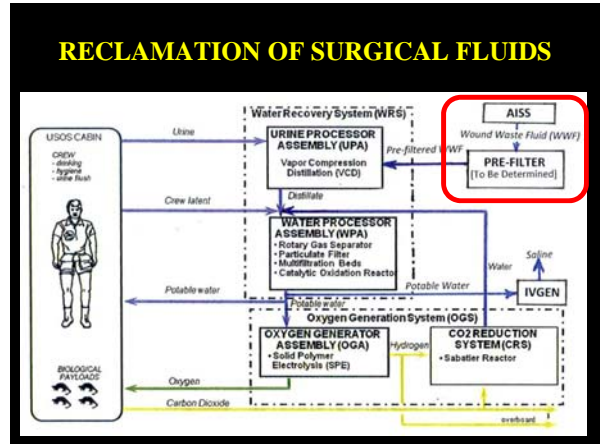 RECLAMATION OF SURGICAL FLUIDS
Water Recovery System (WRS)
USOS CABIN
CREW
- drinking
- hygiene
- urine flush
BIOLOGICAL
PAYLOADS
Urine
URINE PROCESSOR
ASSEMBLY (UPA)
Vapor Compression
Distillation (VCD)
Pre-filtered WWF
AISS
Wound Waste Fluid (WWF)
PRE-FILTER
[To Be Determined]
Distillate
Crew latent
WATER PROCESSOR
ASSEMBLY (WPA)
• Rotary Gas Separator
• Particulate Filter
• Multifiltration Beds
• Catalytic Oxidation Reactor
Water
Saline
IVGEN
Potable Water
Potable water
Potable water
Oxygen Generation System (OGS)
OXYGEN GENERATOR
ASSEMBLY (OGA)
• Solid Polymer
Electrolysis (SPE)
Hydrogen
CO2 REDUCTION
SYSTEM (CRS)
• Sabatier Reactor
Oxygen
Carbon Dioxide
overboard